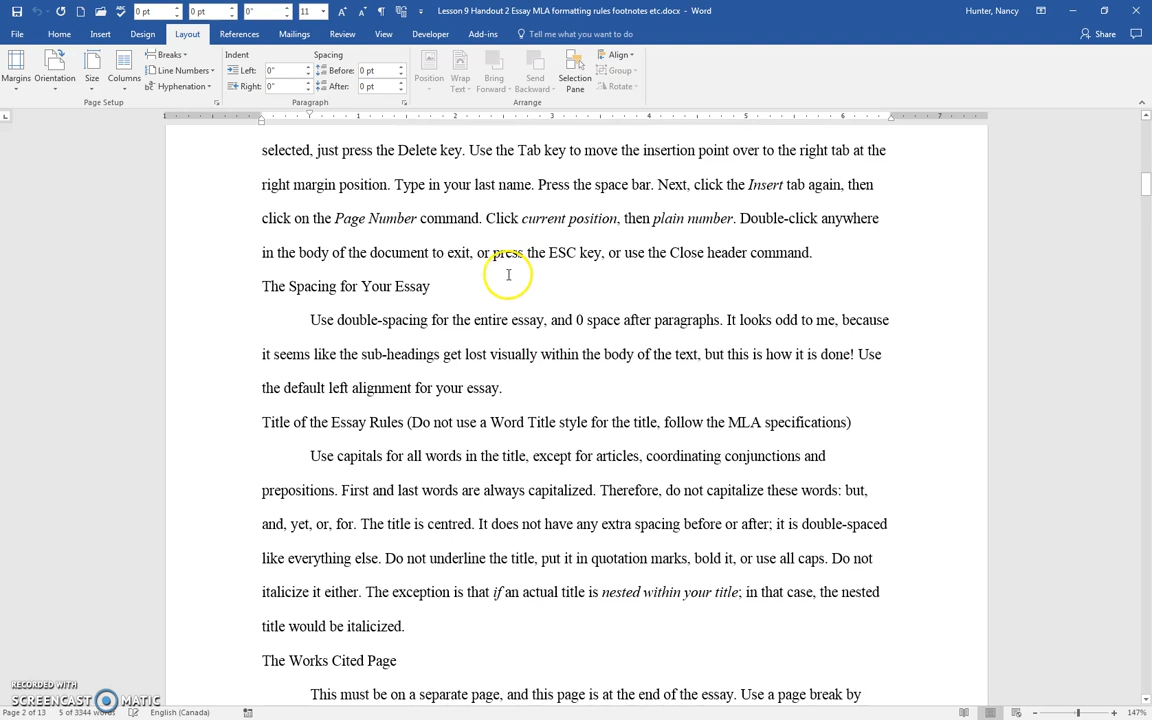 0 pt 0 pt 0" 11 Lesson 9 Handout 2 Essay MLA formatting rules footnotes etc.docx - Word Hunter, Nancy
File Home Insert Design Layout References Mailings Review View Developer Add-ins Tell me what you want to do Share
Margins Orientation Size Columns Breaks Line Numbers Hyphenation Page Setup
Indent Spacing
Left: 0" Before: 0 pt
Right: 0" After: 0 pt
Paragraph
Position Wrap Text Bring Forward Send Backward Selection Pane Align Group Rotate
Arrange
1 1 2 3 4 5 6 7
selected, just press the Delete key. Use the Tab key to move the insertion point over to the right tab at the
right margin position. Type in your last name. Press the space bar. Next, click the Insert tab again, then
click on the Page Number command. Click current position, then plain number. Double-click anywhere
in the body of the document to exit, or press the ESC key, or use the Close header command.
The Spacing for Your Essay
Use double-spacing for the entire essay, and 0 space after paragraphs. It looks odd to me, because
it seems like the sub-headings get lost visually within the body of the text, but this is how it is done! Use
the default left alignment for your essay.
Title of the Essay Rules (Do not use a Word Title style for the title, follow the MLA specifications)
Use capitals for all words in the title, except for articles, coordinating conjunctions and
prepositions. First and last words are always capitalized. Therefore, do not capitalize these words: but,
and, yet, or, for. The title is centred. It does not have any extra spacing before or after; it is double-spaced
like everything else. Do not underline the title, put it in quotation marks, bold it, or use all caps. Do not
italicize it either. The exception is that if an actual title is nested within your title; in that case, the nested
title would be italicized.
The Works Cited Page
This must be on a separate page, and this page is at the end of the essay. Use a page break by
RECORDED WITH
SCREENCAST MATIC
Page 2 of 13 5 of 3344 words English (Canada) 147%